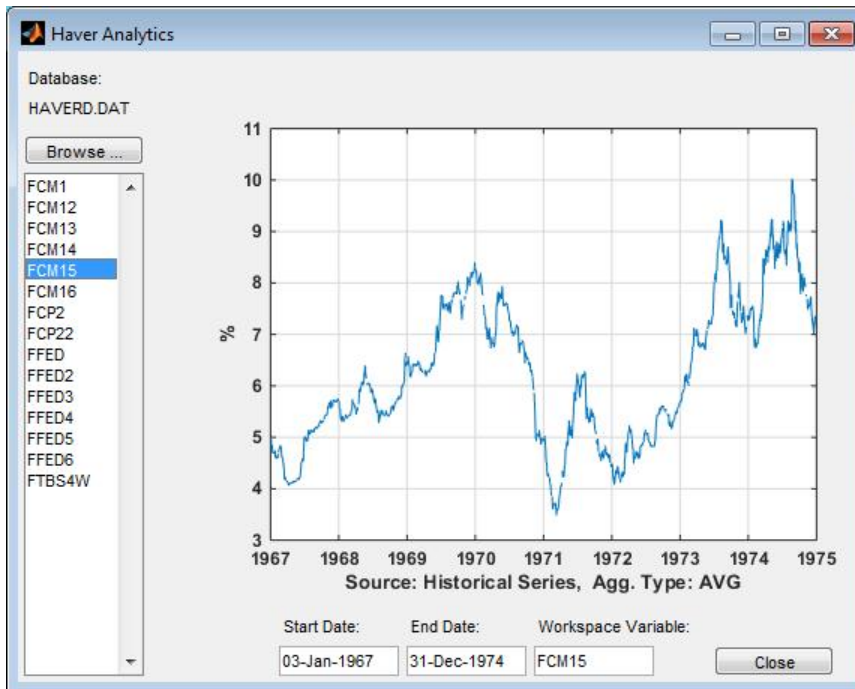 Haver Analytics
Database:
HAVERD.DAT
Browse ...
FCM1
FCM12
FCM13
FCM14
FCM15
FCM16
FCP2
FCP22
FFED
FFED2
FFED3
FFED4
FFED5
FFED6
FTBS4W
11
10
9
8
7
6
5
4
3
%
1967 1968 1969 1970 1971 1972 1973 1974 1975
Source: Historical Series, Agg. Type: AVG
Start Date: End Date: Workspace Variable:
03-Jan-1967 31-Dec-1974 FCM15 Close